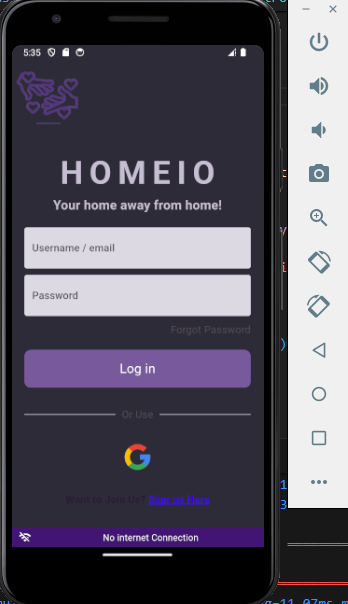 5:35
HOMEIO
Your home away from home!
Username / email
Password
Forgot Password
Log in
Or Use
Want to Join Us? Sign up Here
No internet Connection